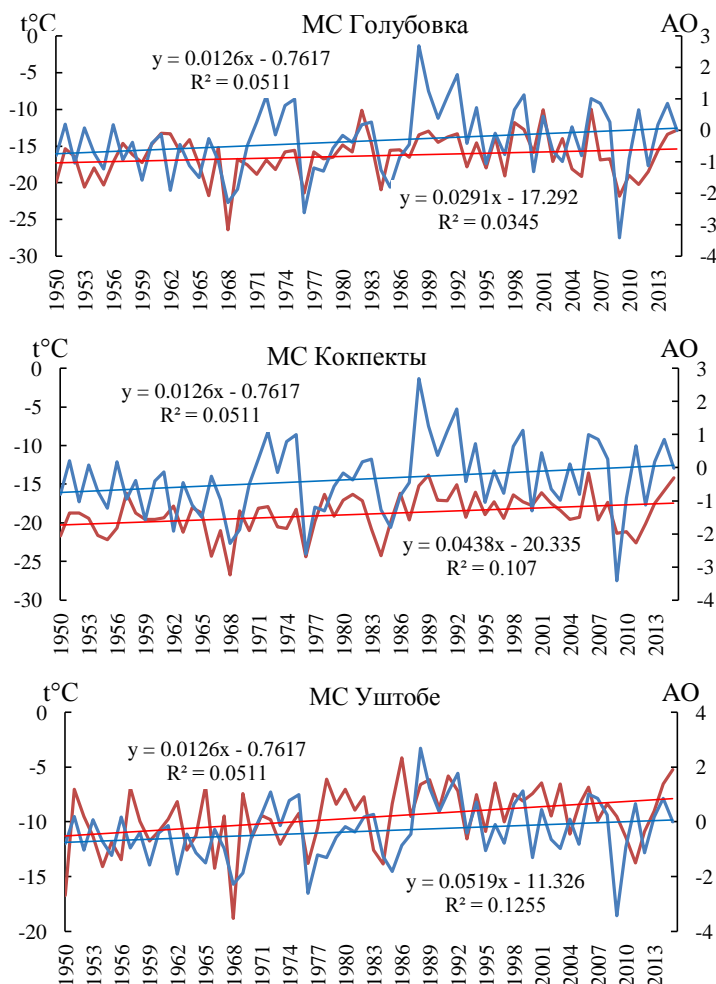 МС Голубовка
t°C
АО
y = 0.0126x - 0.7617
R² = 0.0511
y = 0.0291x - 17.292
R² = 0.0345
0
-5
-10
-15
-20
-25
-30
3
2
1
0
-1
-2
-3
-4
1950 1953 1956 1959 1962 1965 1968 1971 1974 1977 1980 1983 1986 1989 1992 1995 1998 2001 2004 2007 2010 2013
МС Кокпекты
t°C
АО
y = 0.0126x - 0.7617
R² = 0.0511
y = 0.0438x - 20.335
R² = 0.107
0
-5
-10
-15
-20
-25
-30
3
2
1
0
-1
-2
-3
-4
1950 1953 1956 1959 1962 1965 1968 1971 1974 1977 1980 1983 1986 1989 1992 1995 1998 2001 2004 2007 2010 2013
МС Уштобе
t°C
АО
y = 0.0126x - 0.7617
R² = 0.0511
y = 0.0519x - 11.326
R² = 0.1255
0
-5
-10
-15
-20
4
2
0
-2
-4
1950 1953 1956 1959 1962 1965 1968 1971 1974 1977 1980 1983 1986 1989 1992 1995 1998 2001 2004 2007 2010 2013